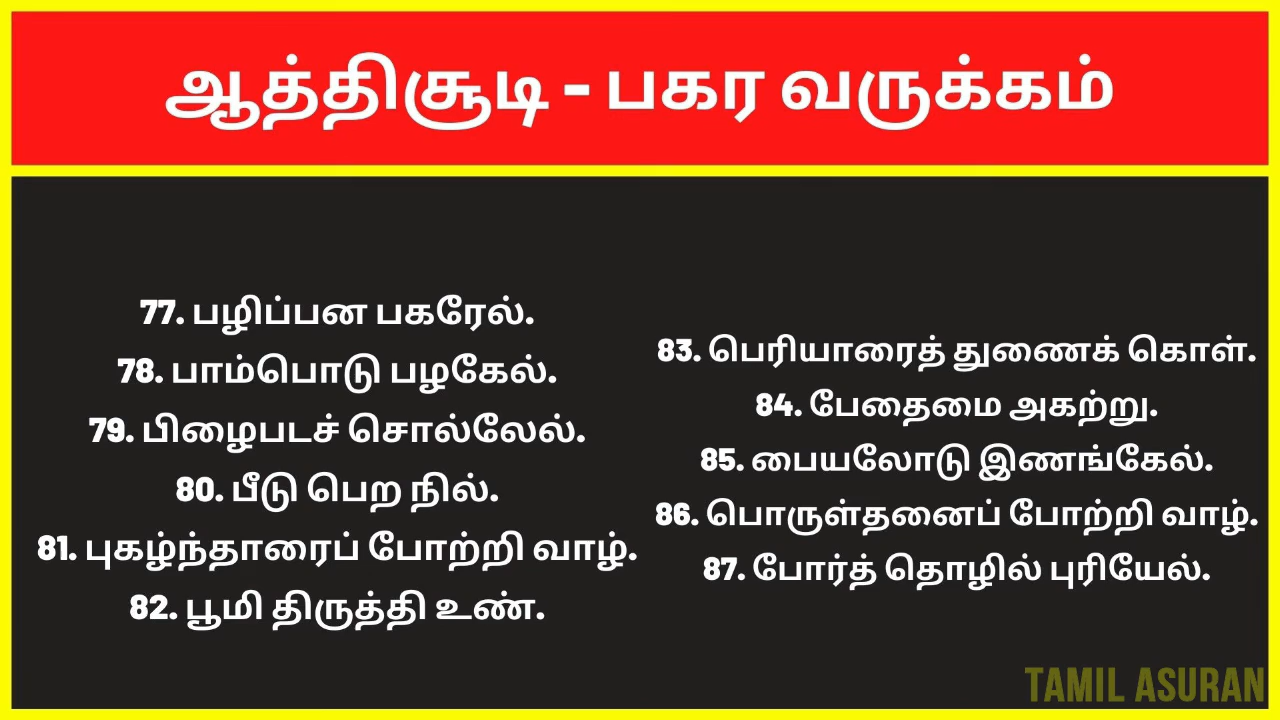 ஆத்திசூடி - பகர வருக்கம்
77. பழிப்பன பகரேல்.
78. பாம்பொடு பழகேல்.
79. பிழைபடச் சொல்லேல்.
80. பீடு பெற நில்.
81. புகழ்ந்தாரைப் போற்றி வாழ்.
82. பூமி திருத்தி உண்.
83. பெரியாரைத் துணைக் கொள்.
84. பேதைமை அகற்று.
85. பையலோடு இணங்கேல்.
86. பொருள்தனைப் போற்றி வாழ்.
87. போர்த் தொழில் புரியேல்.
TAMIL ASURAN